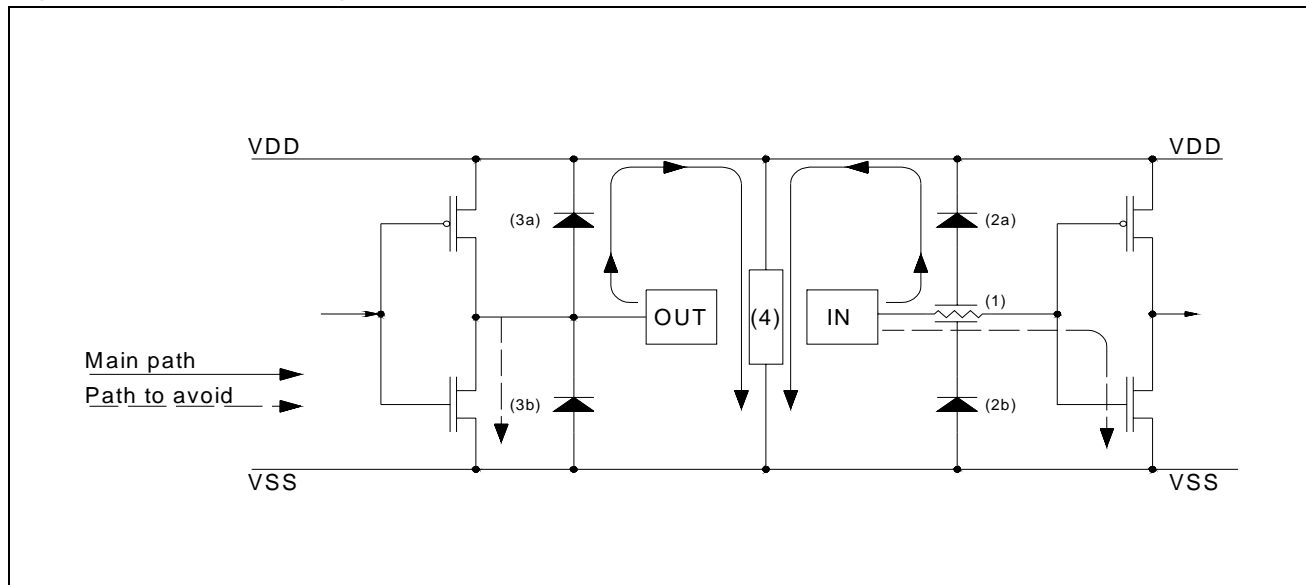 VDD VDD
(3a) (2a)
(1)
OUT (4) IN
Main path
Path to avoid
(3b) (2b)
VSS VSS